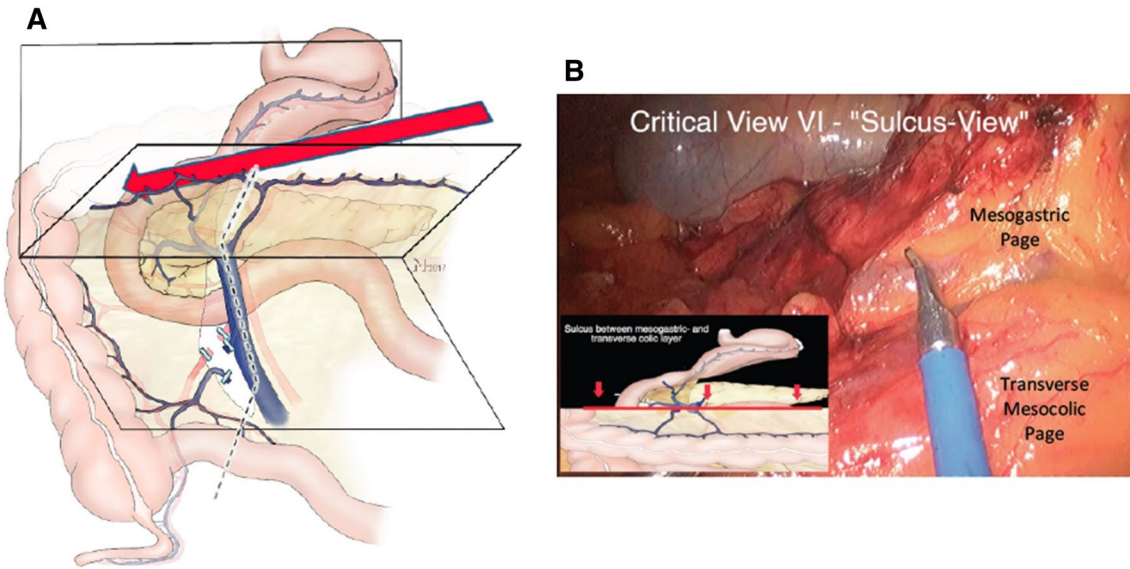 A
B
Critical View VI - "Sulcus-View"
Mesogastric
Page
Sulcus between mesogastric- and
transverse colic layer
Transverse
Mesocolic
Page